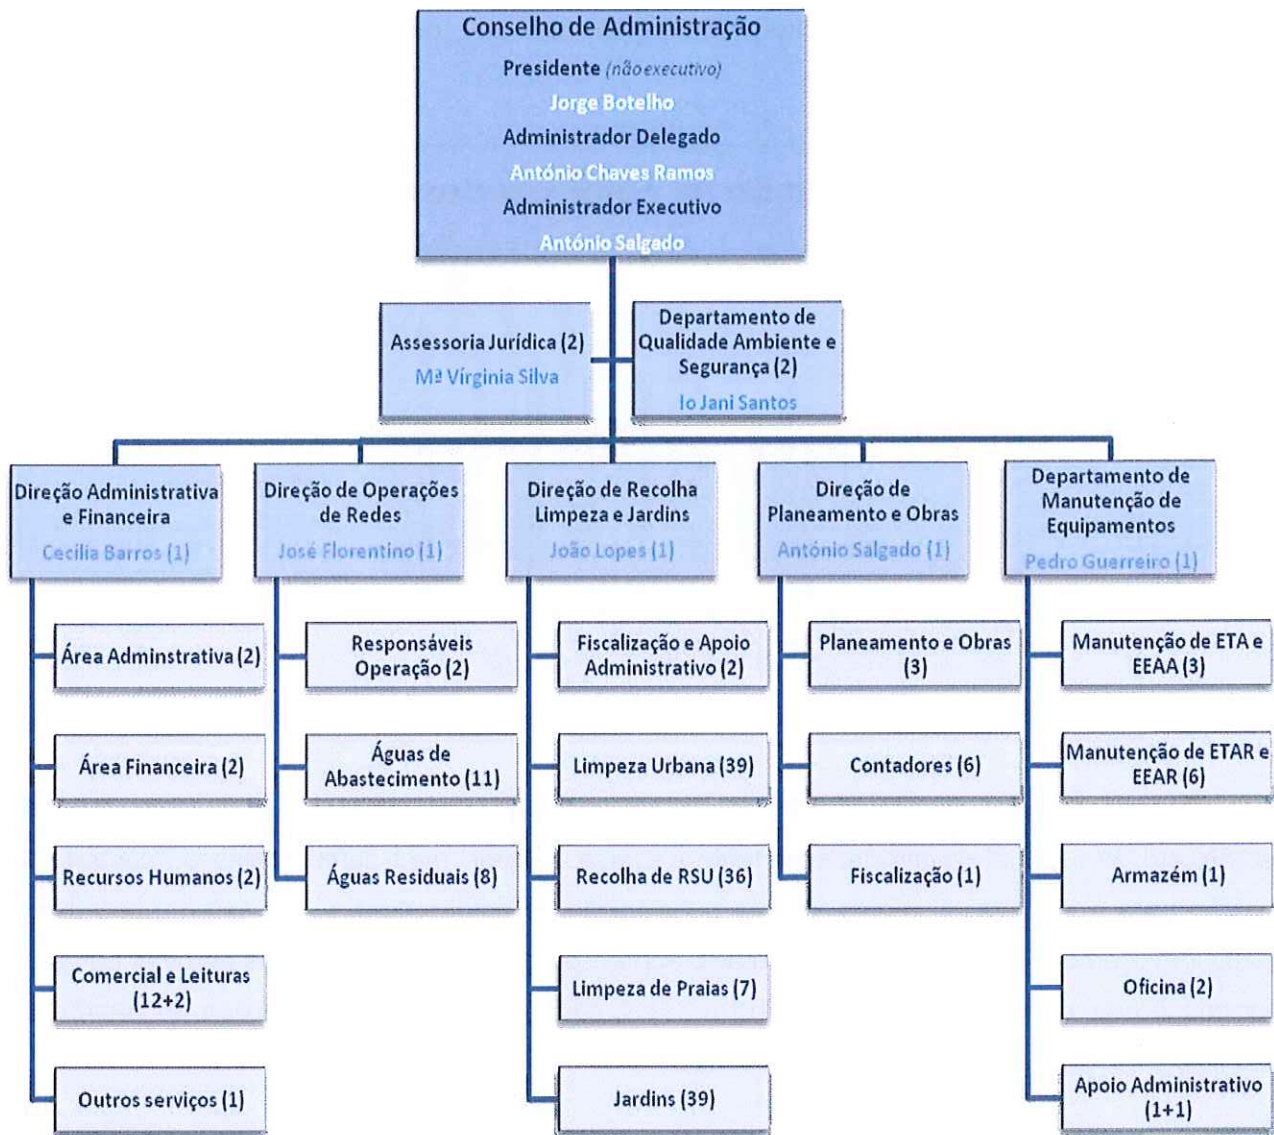 Conselho de Administração
Presidente (não executivo)
Jorge Botelho
Administrador Delegado
António Chaves Ramos
Administrador Executivo
António Salgado
Assessoria Jurídica (2)
Mª Vírginia Silva
Departamento de
Qualidade Ambiente e
Segurança (2)
Io Jani Santos
Direção Administrativa
e Financeira
Cecília Barros (1)
Área Adminstrativa (2)
Área Financeira (2)
Recursos Humanos (2)
Comercial e Leituras
(12+2)
Outros serviços (1)
Direção de Operações
de Redes
José Florentino (1)
Responsáveis
Operação (2)
Águas de
Abastecimento (11)
Águas Residuais (8)
Direção de Recolha
Limpeza e Jardins
João Lopes (1)
Fiscalização e Apoio
Administrativo (2)
Limpeza Urbana (39)
Recolha de RSU (36)
Limpeza de Praias (7)
Jardins (39)
Direção de
Planeamento e Obras
António Salgado (1)
Planeamento e Obras
(3)
Contadores (6)
Fiscalização (1)
Departamento de
Manutenção de
Equipamentos
Pedro Guerreiro (1)
Manutenção de ETA e
EEAA (3)
Manutenção de ETAR e
EEAR (6)
Armazém (1)
Oficina (2)
Apoio Administrativo
(1+1)